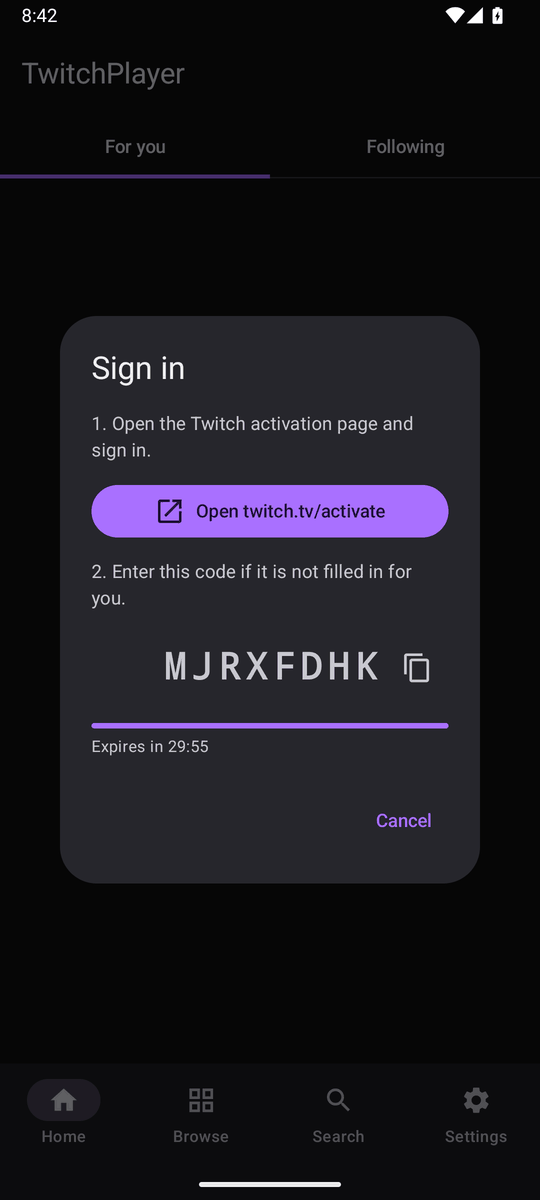 8:42
TwitchPlayer
For you
Following
Sign in
1. Open the Twitch activation page and
sign in.
Open twitch.tv/activate
2. Enter this code if it is not filled in for
you.
MJRXFDHK
Expires in 29:55
Cancel
Home
Browse
Search
Settings